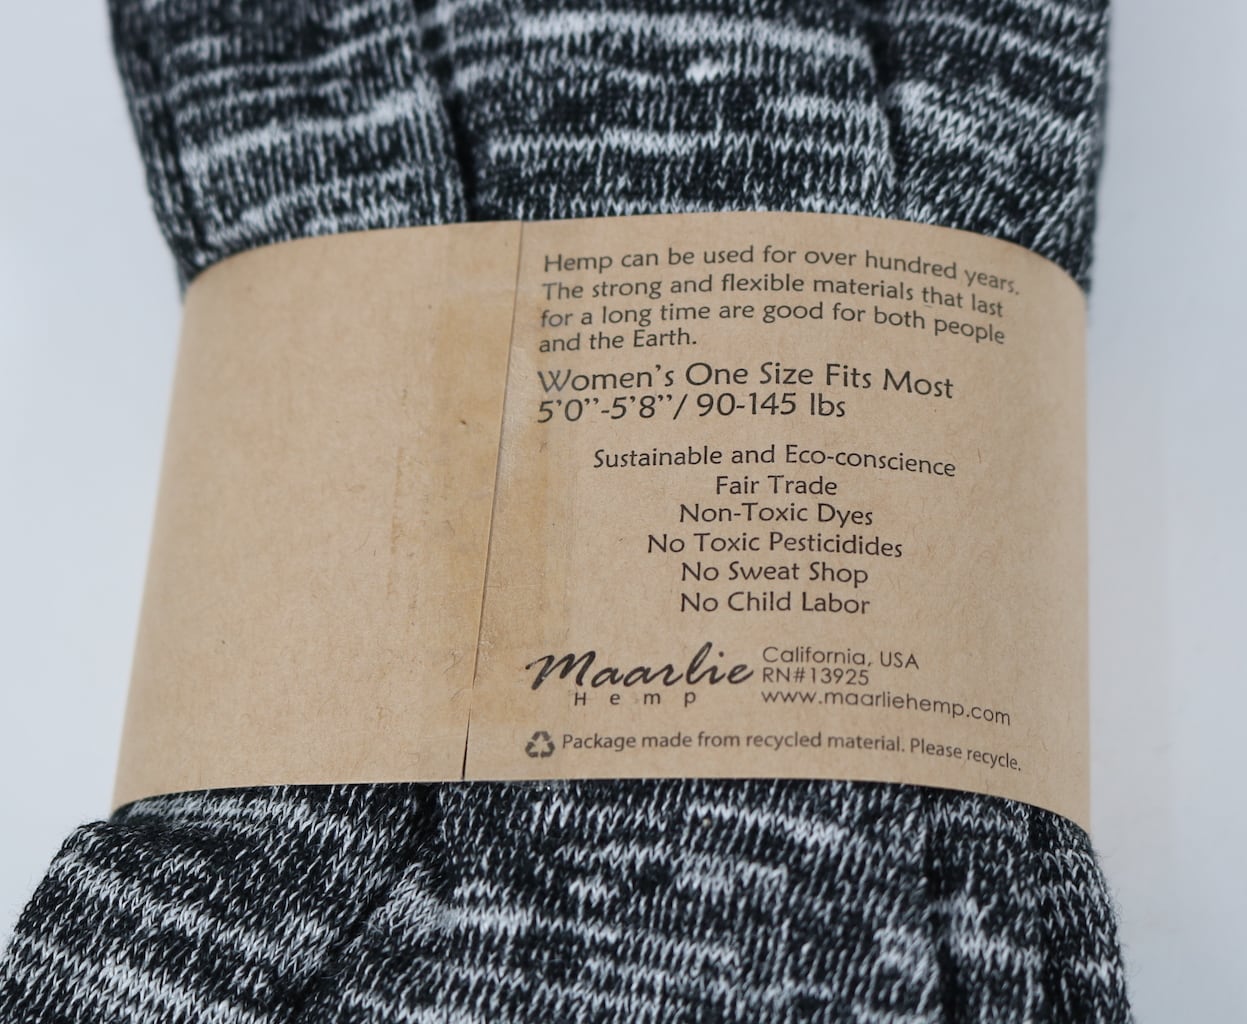 Hemp can be used for over hundred years.
The strong and flexible materials that last
for a long time are good for both people
and the Earth.
Women's One Size Fits Most
5'0''-5'8''/ 90-145 lbs
Sustainable and Eco-conscience
Fair Trade
Non-Toxic Dyes
No Toxic Pesticidides
No Sweat Shop
No Child Labor
Maarlie
Hemp
California, USA
RN#13925
www.maarliehemp.com
Package made from recycled material. Please recycle.